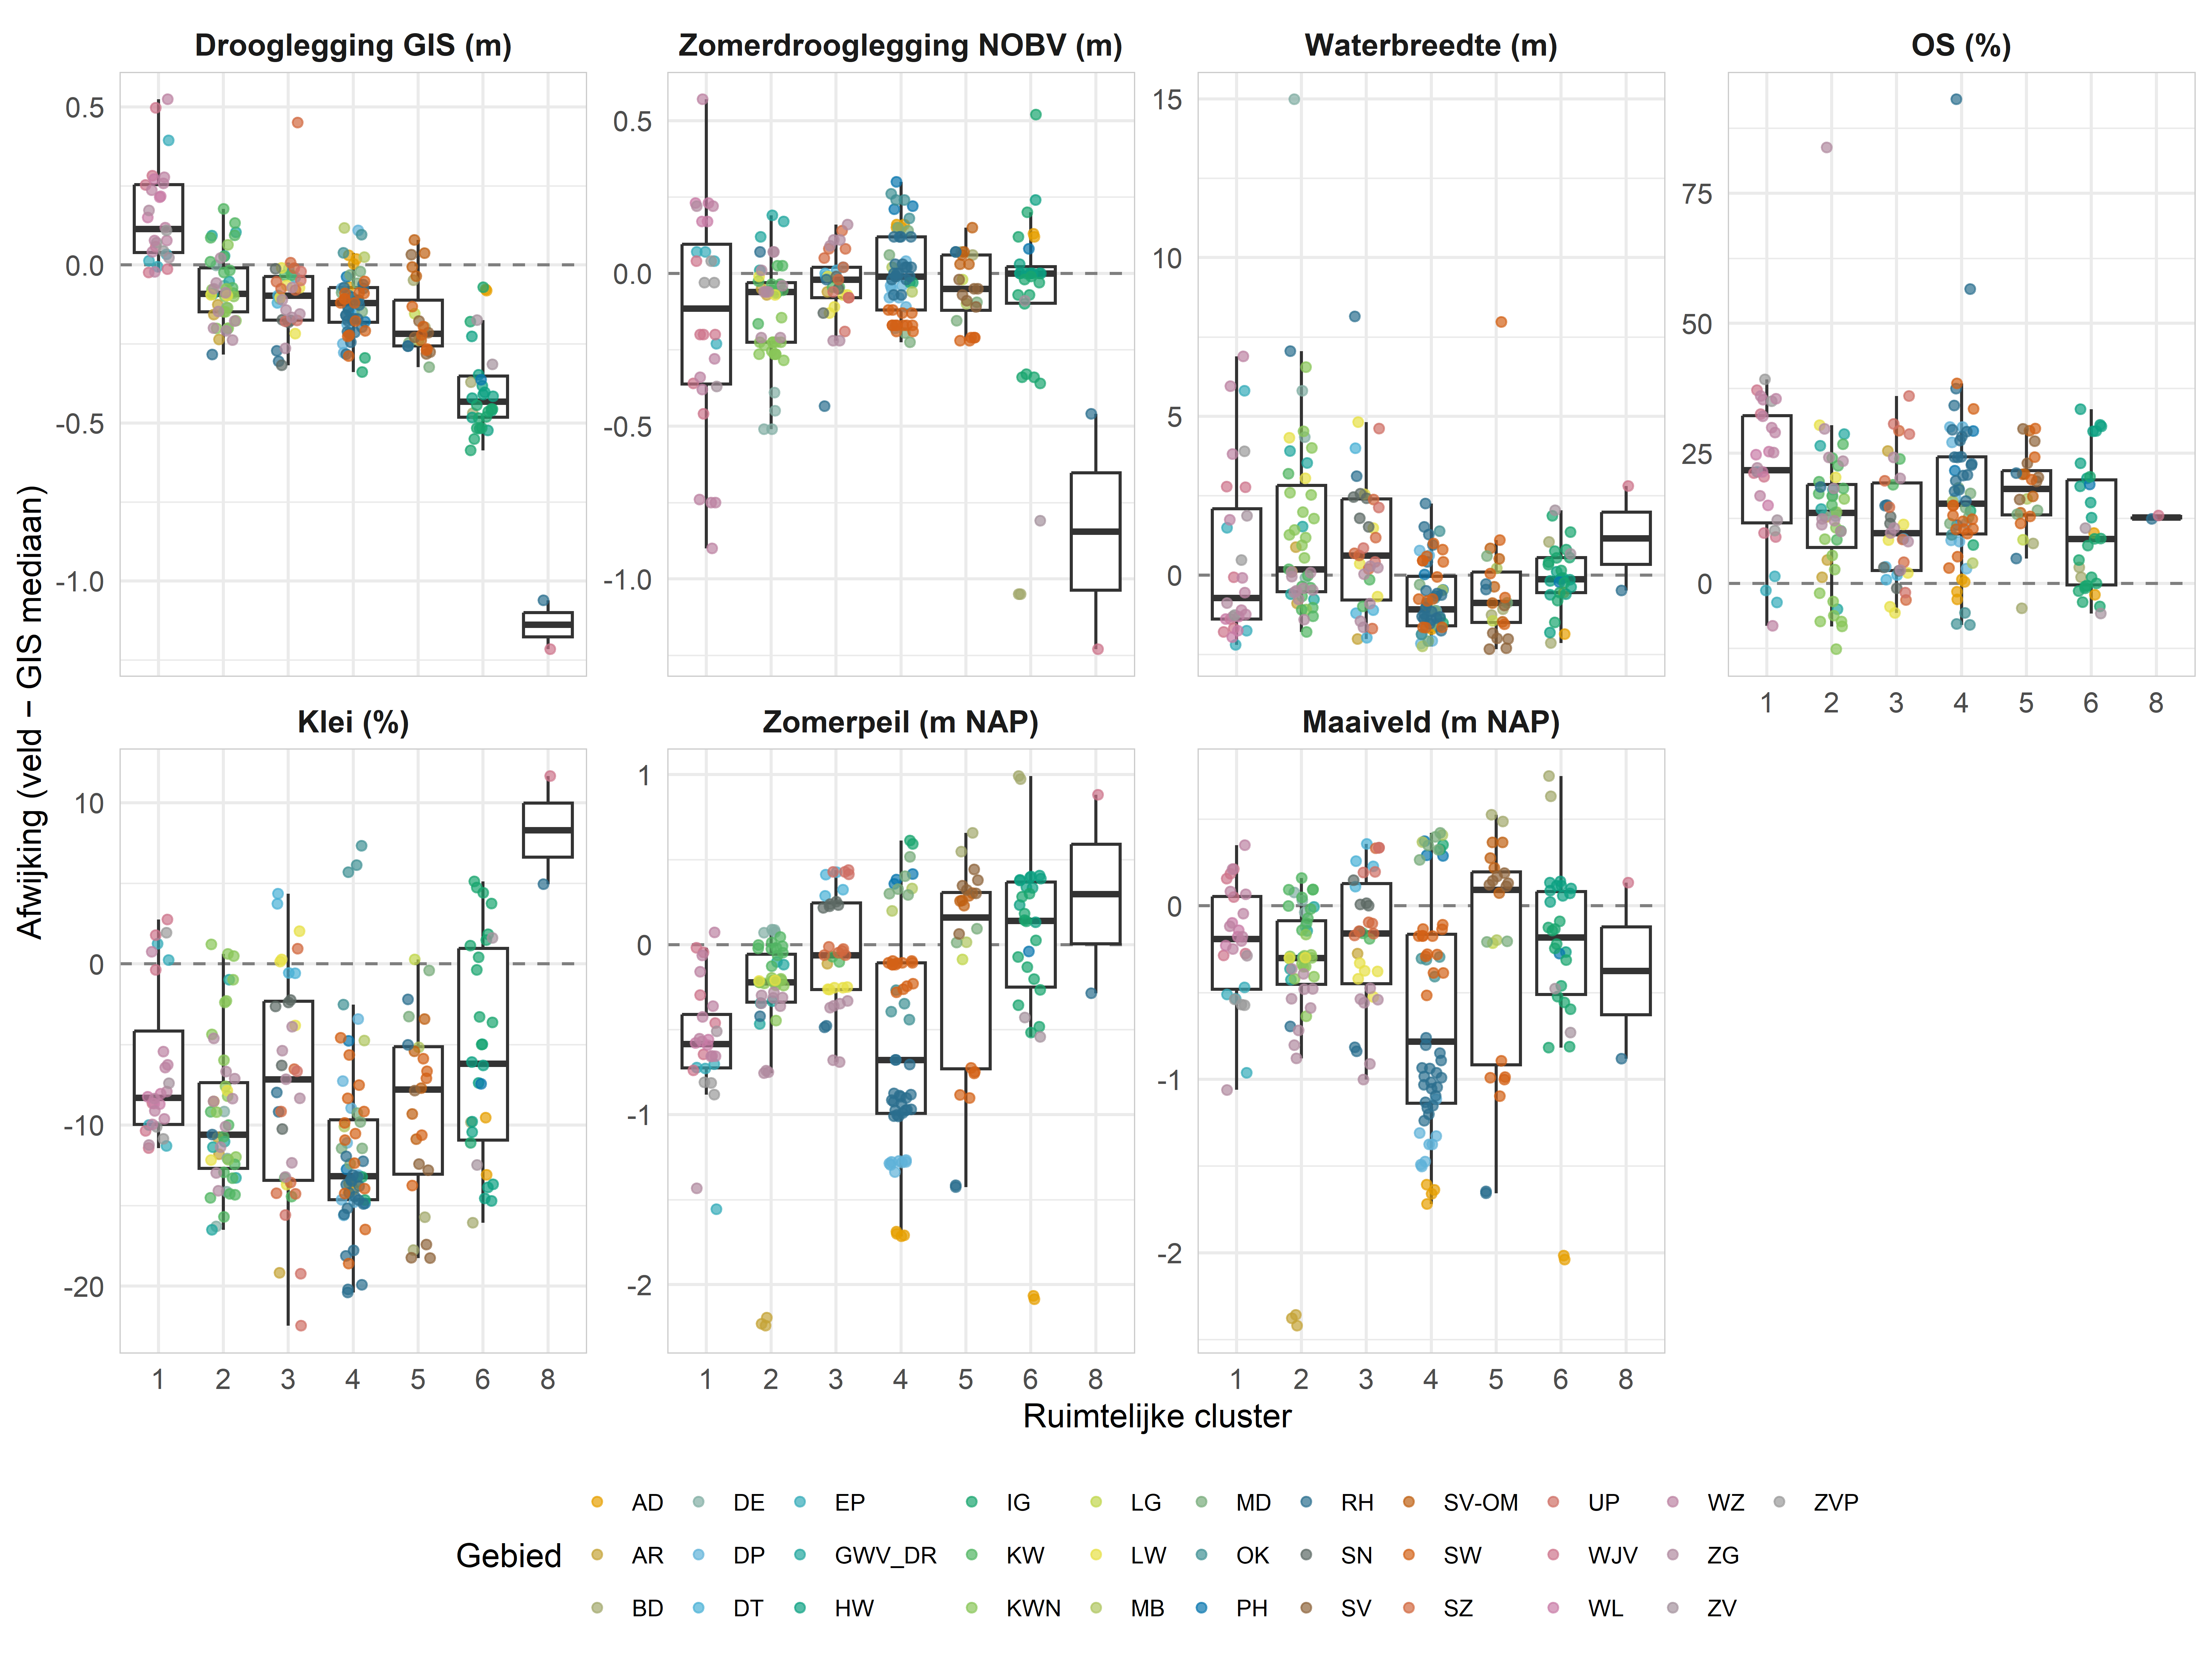 Drooglegging GIS (m)
Zomerdrooglegging NOBV (m)
Waterbreedte (m)
OS (%)
0.5
0.0
-0.5
-1.0
0.5
0.0
-0.5
-1.0
15
10
5
0
75
50
25
0
1 2 3 4 5 6 8
Afwijking (veld − GIS mediaan)
Klei (%)
Zomerpeil (m NAP)
Maaiveld (m NAP)
10
0
-10
-20
1
0
-1
-2
0
-1
-2
1 2 3 4 5 6 8
1 2 3 4 5 6 8
1 2 3 4 5 6 8
Ruimtelijke cluster
Gebied
AD DE EP IG LG MD RH SV-OM UP WZ ZVP
AR DP GWV_DR KW LW OK SN SW WJV ZG
BD DT HW KWN MB PH SV SZ WL ZV